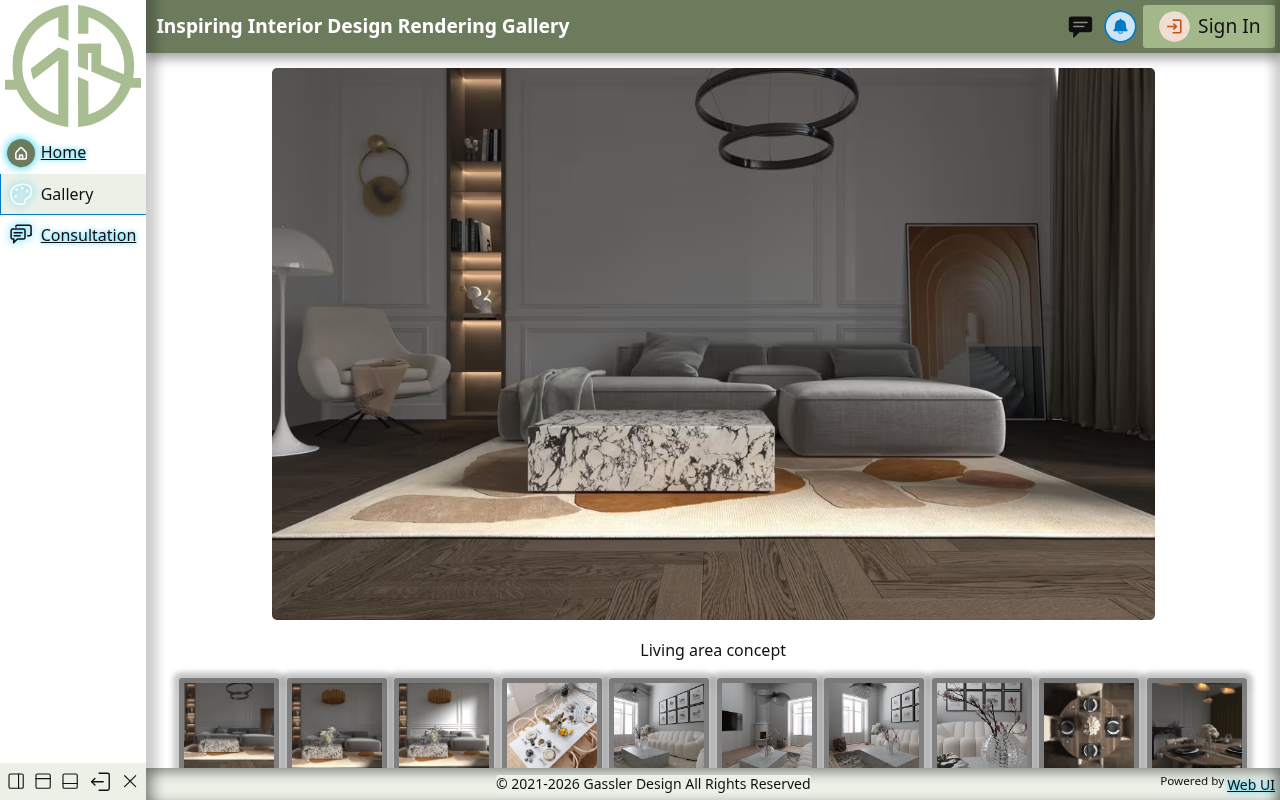 Inspiring Interior Design Rendering Gallery
Sign In
Home
Gallery
Consultation
Living area concept
© 2021-2026 Gassler Design All Rights Reserved
Powered by Web UI